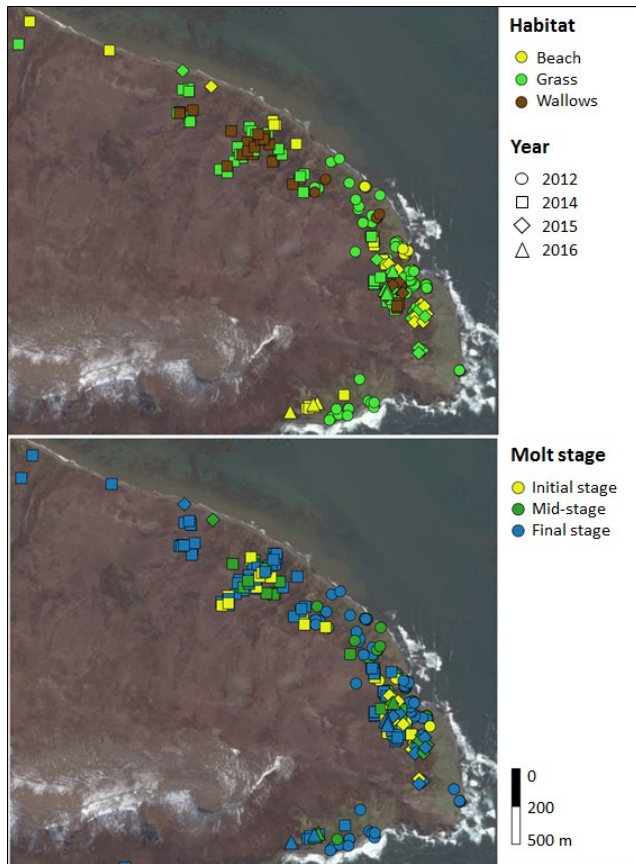 Habitat
Beach
Grass
Wallows
Year
2012
2014
2015
2016
Molt stage
Initial stage
Mid-stage
Final stage
0
200
500 m